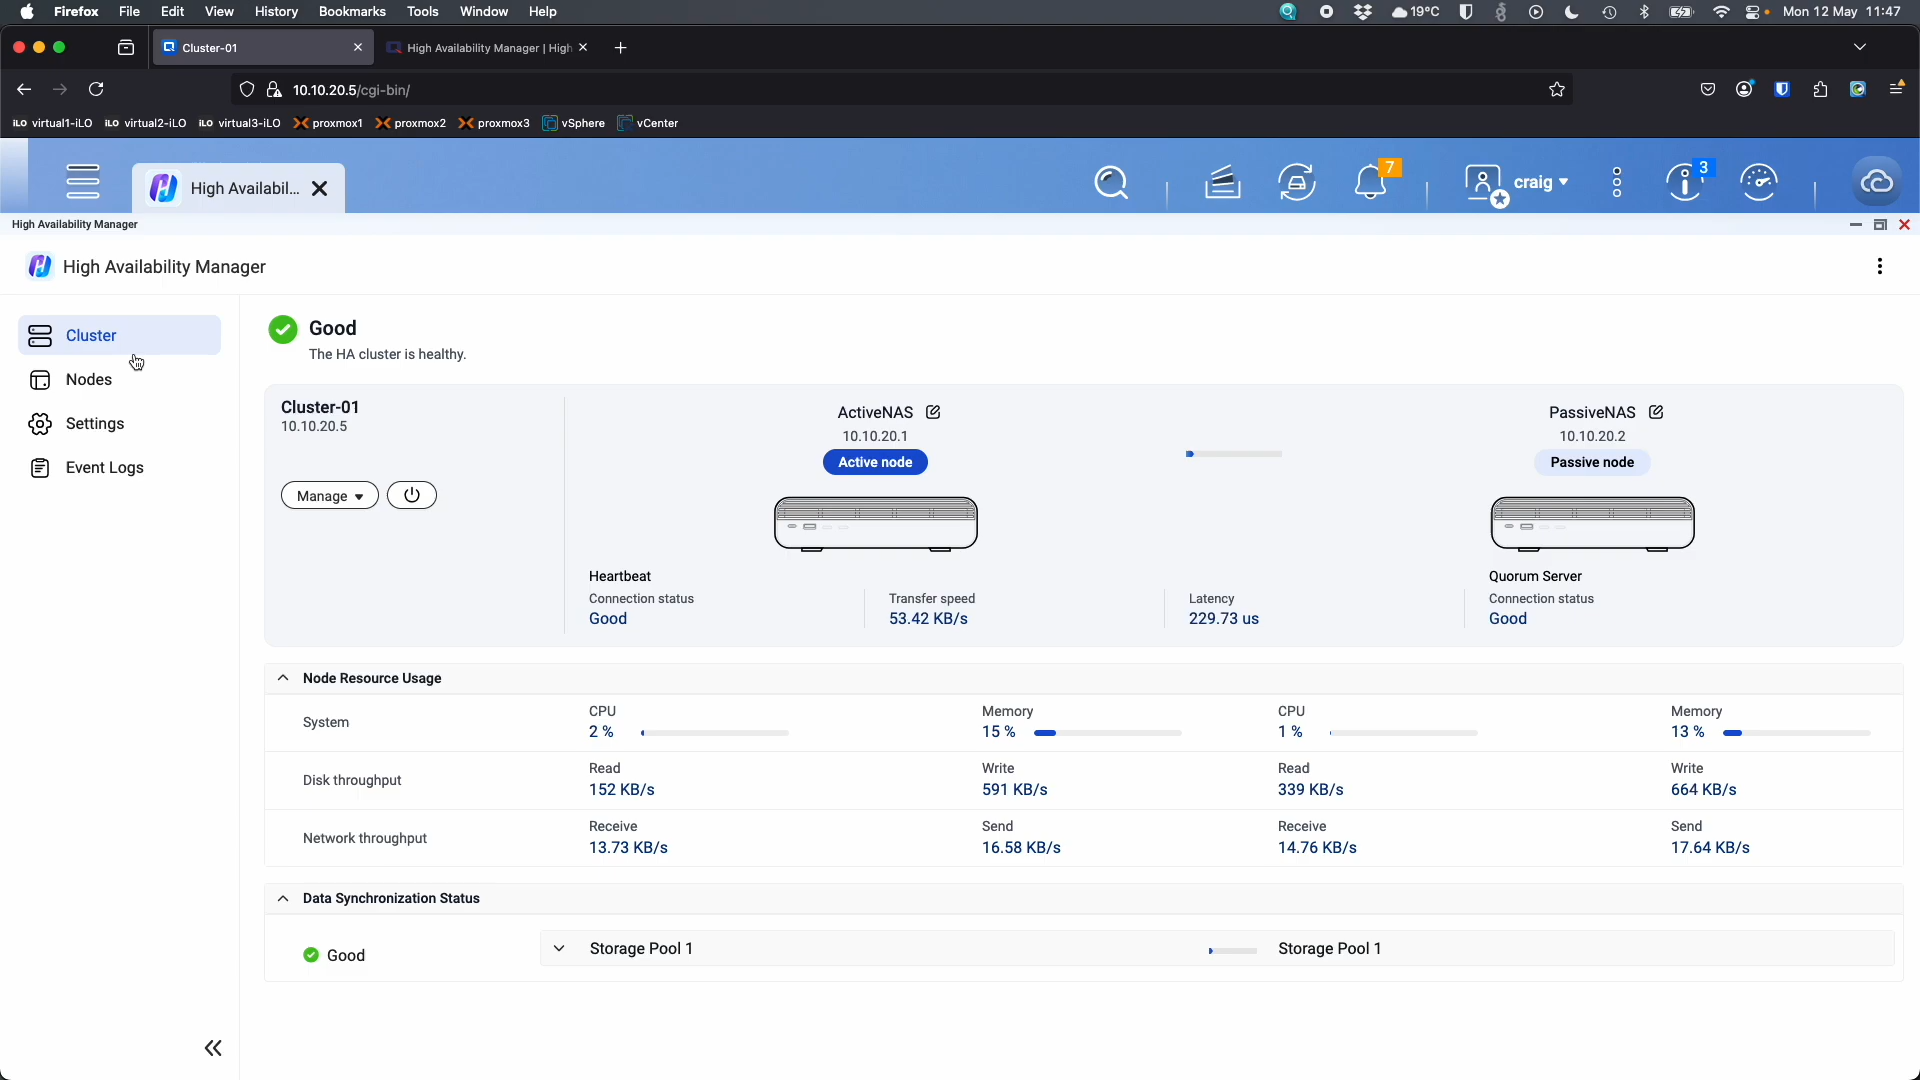 Firefox File Edit View History Bookmarks Tools Window Help 19°C Mon 12 May 11:47
Cluster-01 High Availability Manager | High
10.10.20.5/cgi-bin/
iLO virtual1-iLO iLO virtual2-iLO iLO virtual3-iLO proxmox1 proxmox2 proxmox3 vSphere vCenter
High Availabil... 7 craig 3
High Availability Manager
High Availability Manager
Cluster
Nodes
Settings
Event Logs
Good
The HA cluster is healthy.
Cluster-01
10.10.20.5
Manage
ActiveNAS
10.10.20.1
Active node
PassiveNAS
10.10.20.2
Passive node
Heartbeat
Connection status
Good
Transfer speed
53.42 KB/s
Latency
229.73 us
Quorum Server
Connection status
Good
Node Resource Usage
System
CPU
2 %
Memory
15 %
CPU
1 %
Memory
13 %
Disk throughput
Read
152 KB/s
Write
591 KB/s
Read
339 KB/s
Write
664 KB/s
Network throughput
Receive
13.73 KB/s
Send
16.58 KB/s
Receive
14.76 KB/s
Send
17.64 KB/s
Data Synchronization Status
Good
Storage Pool 1
Storage Pool 1